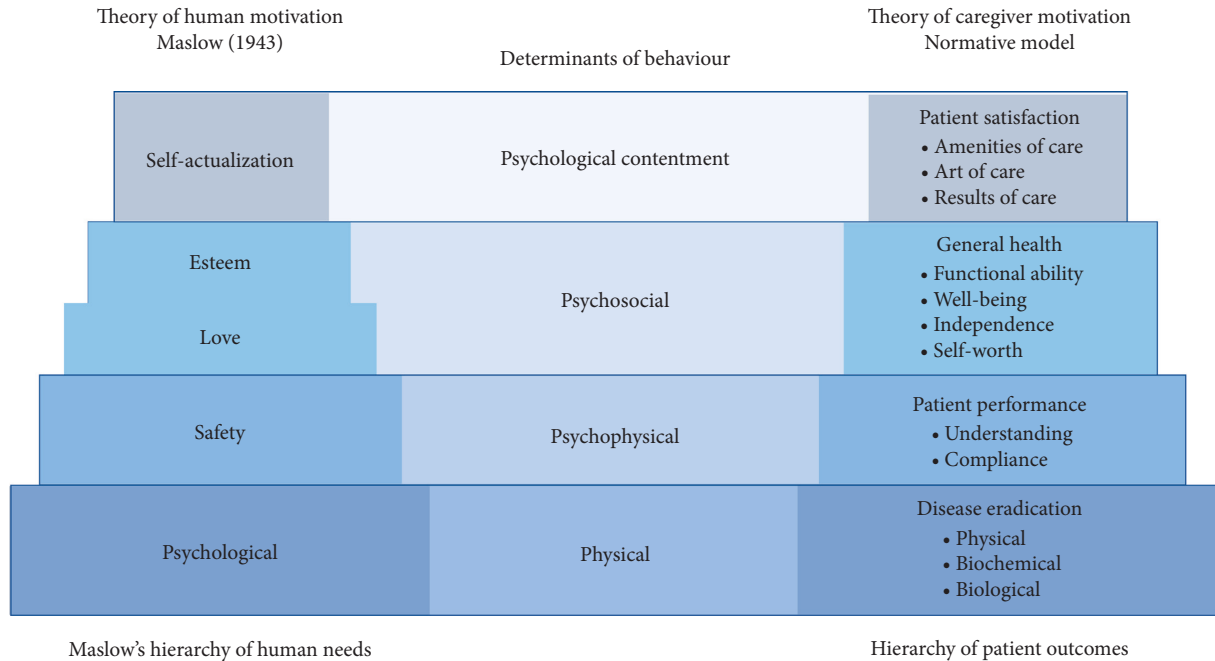 Theory of human motivation
Maslow (1943)
Determinants of behaviour
Theory of caregiver motivation
Normative model
Self-actualization
Psychological contentment
Patient satisfaction
• Amenities of care
• Art of care
• Results of care
Esteem
Love
Psychosocial
General health
• Functional ability
• Well-being
• Independence
• Self-worth
Safety
Psychophysical
Patient performance
• Understanding
• Compliance
Psychological
Physical
Disease eradication
• Physical
• Biochemical
• Biological
Maslow's hierarchy of human needs
Hierarchy of patient outcomes